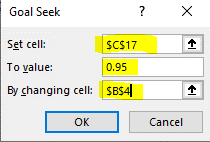 Goal Seek ? ×
Set cell: $C$17
To value: 0.95
By changing cell: $B$4
OK Cancel